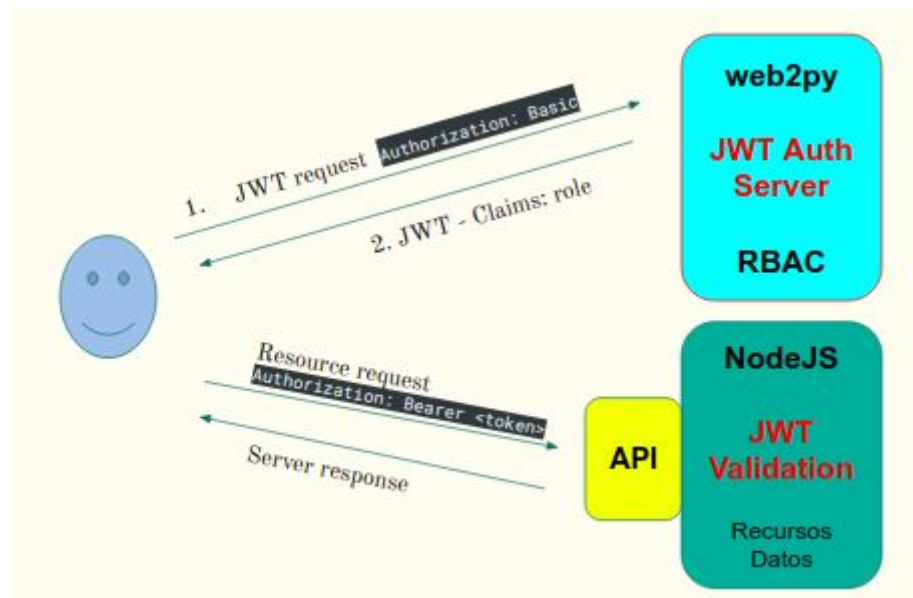 1. JWT request Authorization: Basic
2. JWT - Claims: role
web2py
JWT Auth
Server
RBAC
Resource request
Authorization: Bearer <token>
Server response
API
NodeJS
JWT
Validation
Recursos
Datos